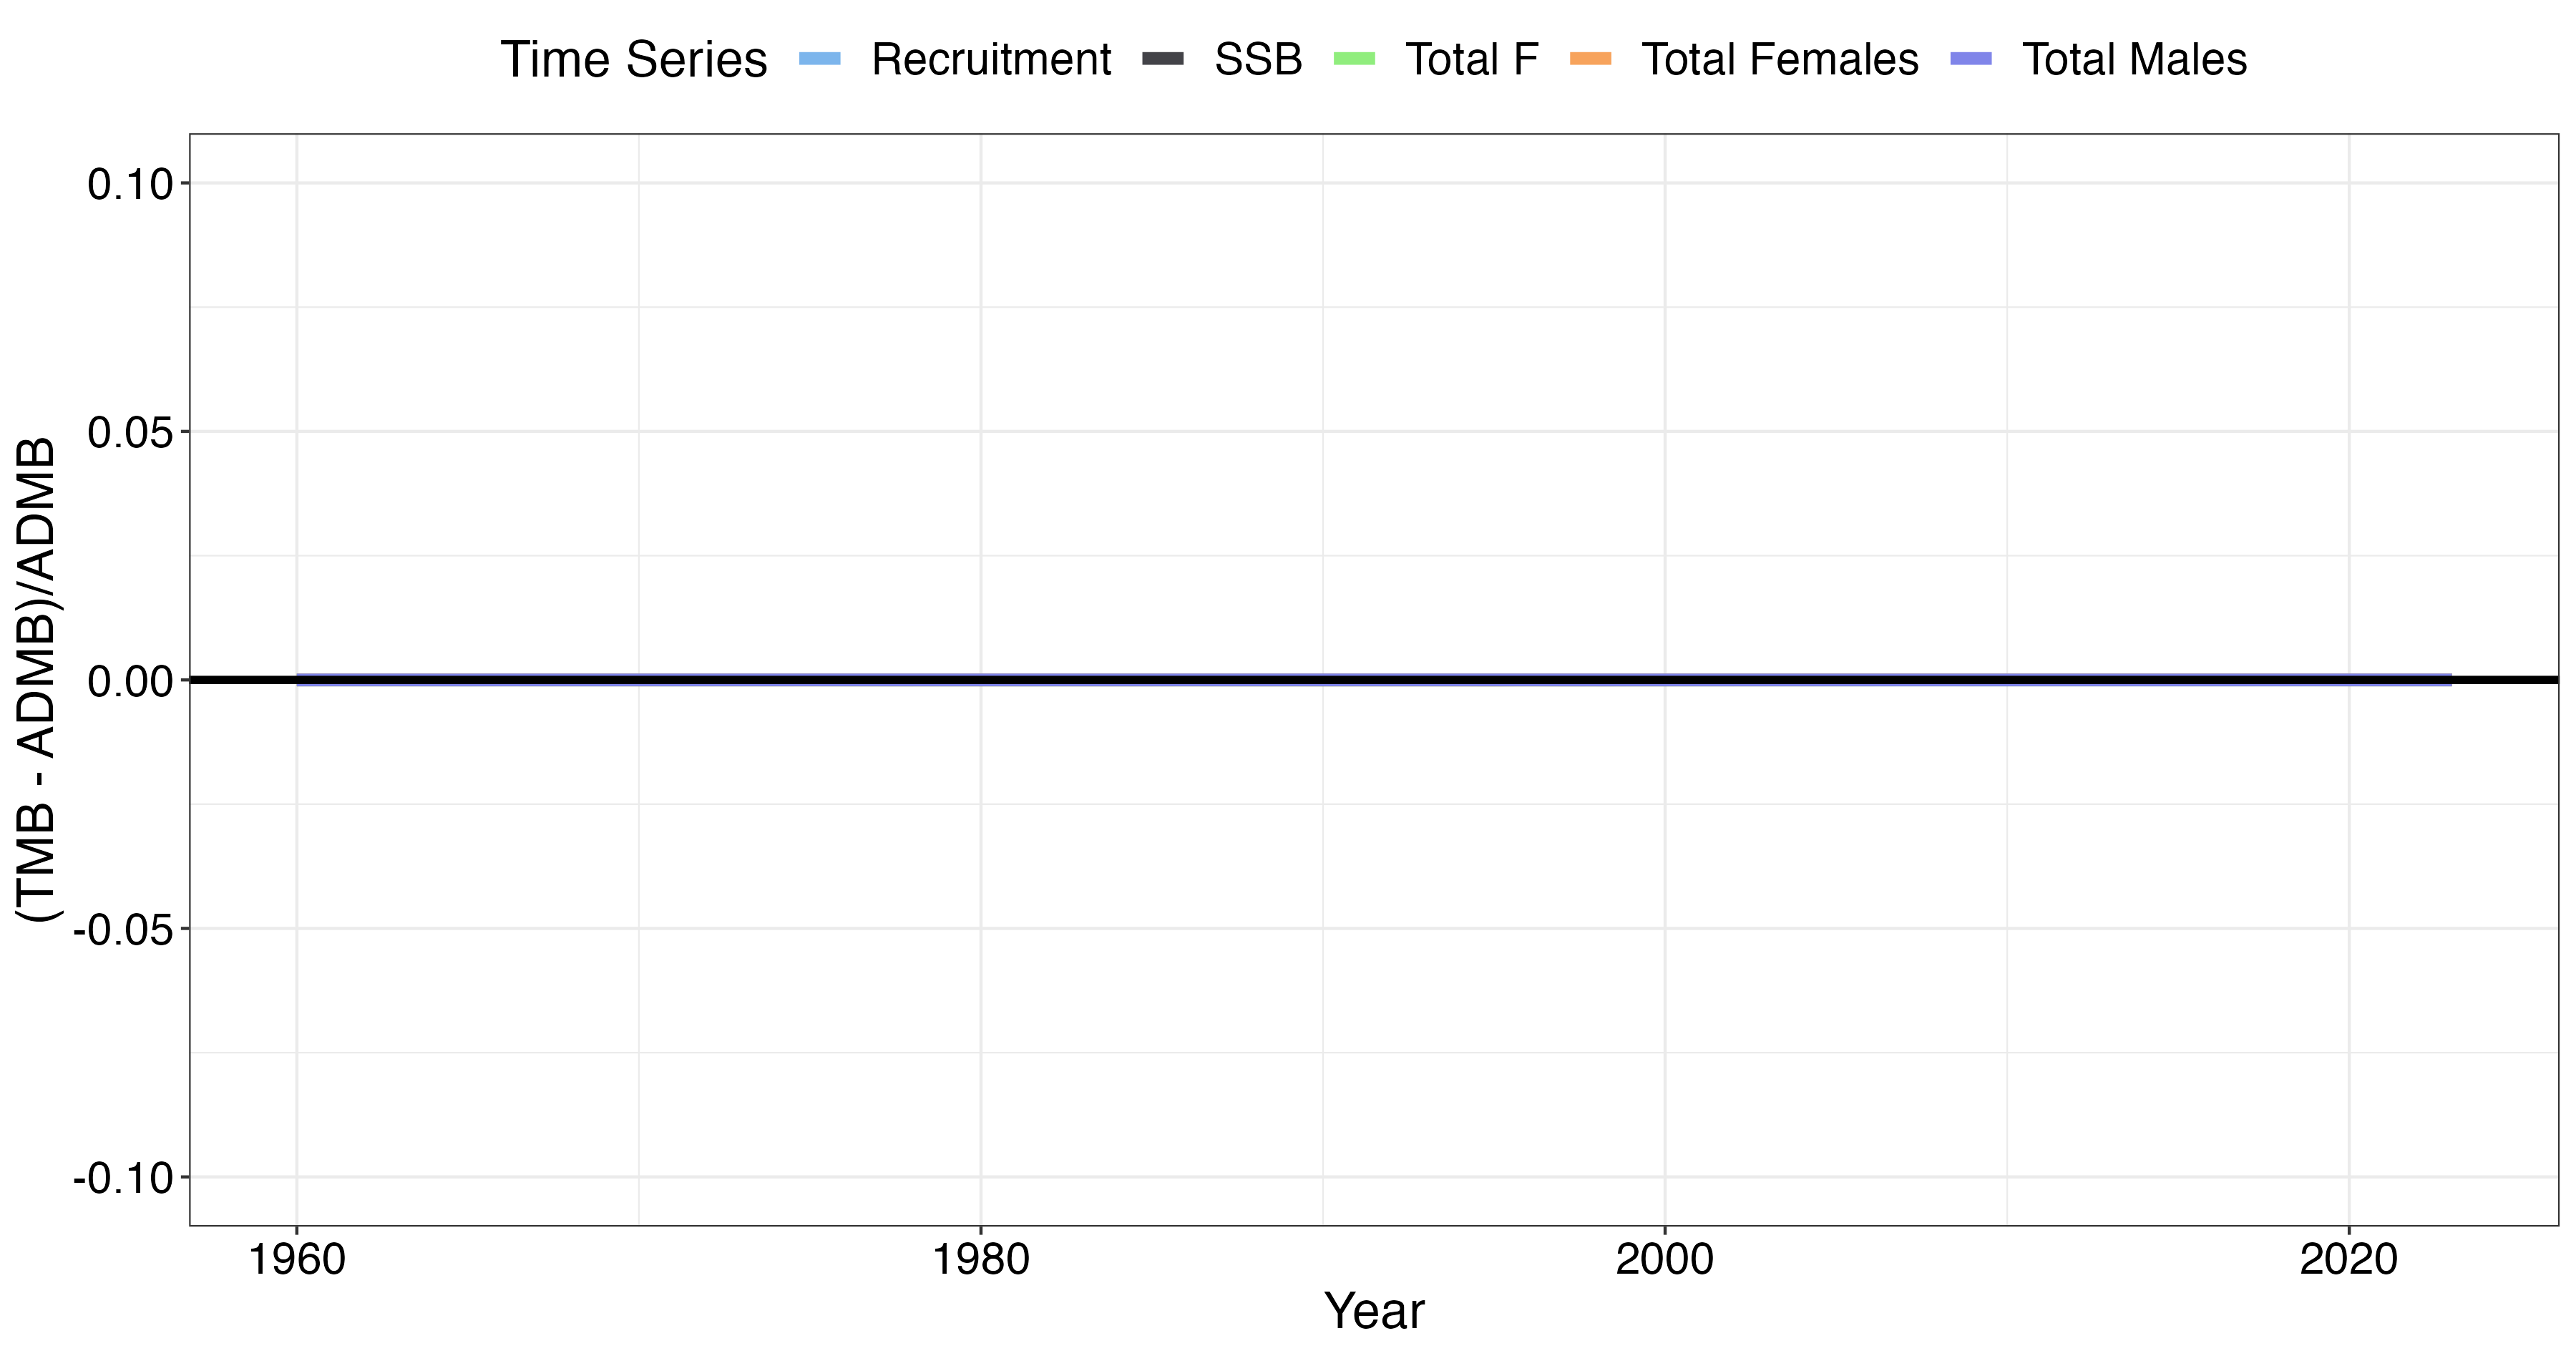 Time Series Recruitment SSB Total F Total Females Total Males
0.10
0.05
0.00
-0.05
-0.10
(TMB - ADMB)/ADMB
1960 1980 2000 2020
Year